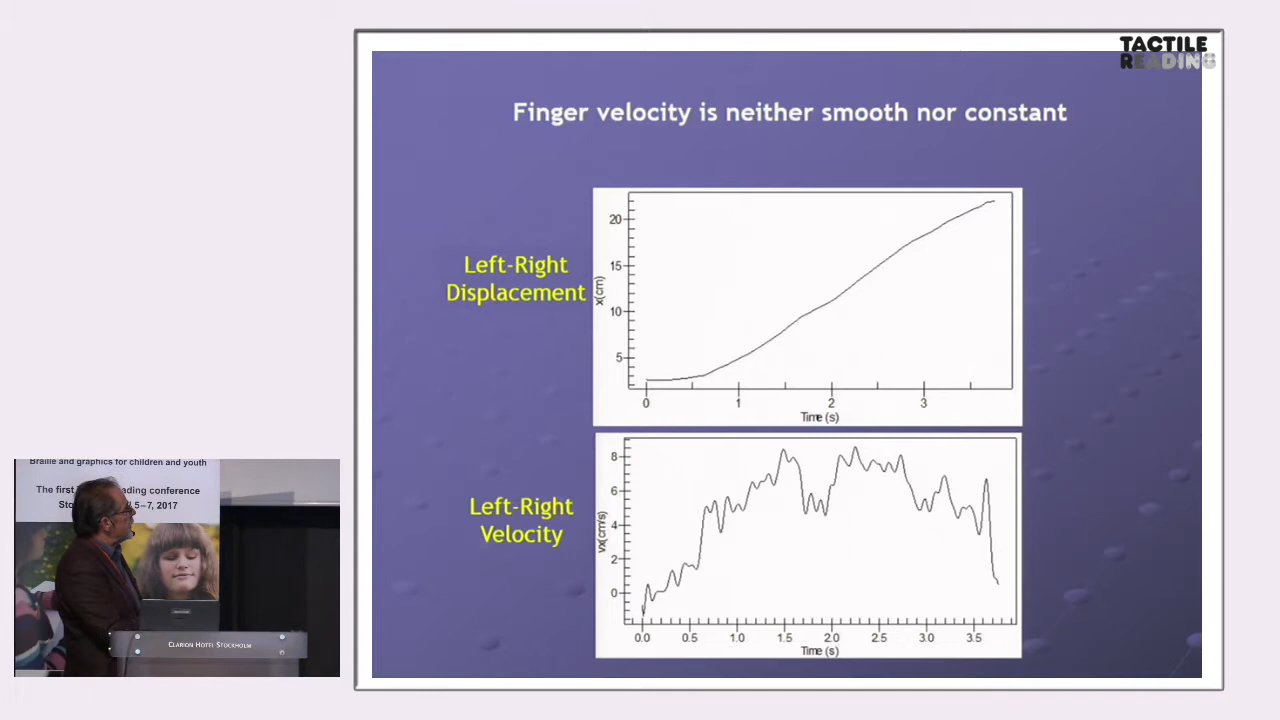 TACTILE
READING
Finger velocity is neither smooth nor constant
Left-Right
Displacement
x(cm)
20
15
10
5
0 1 2 3
Time (s)
Left-Right
Velocity
vx(cm/s)
8
6
4
2
0
0.0 0.5 1.0 1.5 2.0 2.5 3.0 3.5
Time (s)
Braille and graphics for children and youth
The first eading conference
Sto 5–7, 2017
CLARION HOTEL STOCKHOLM